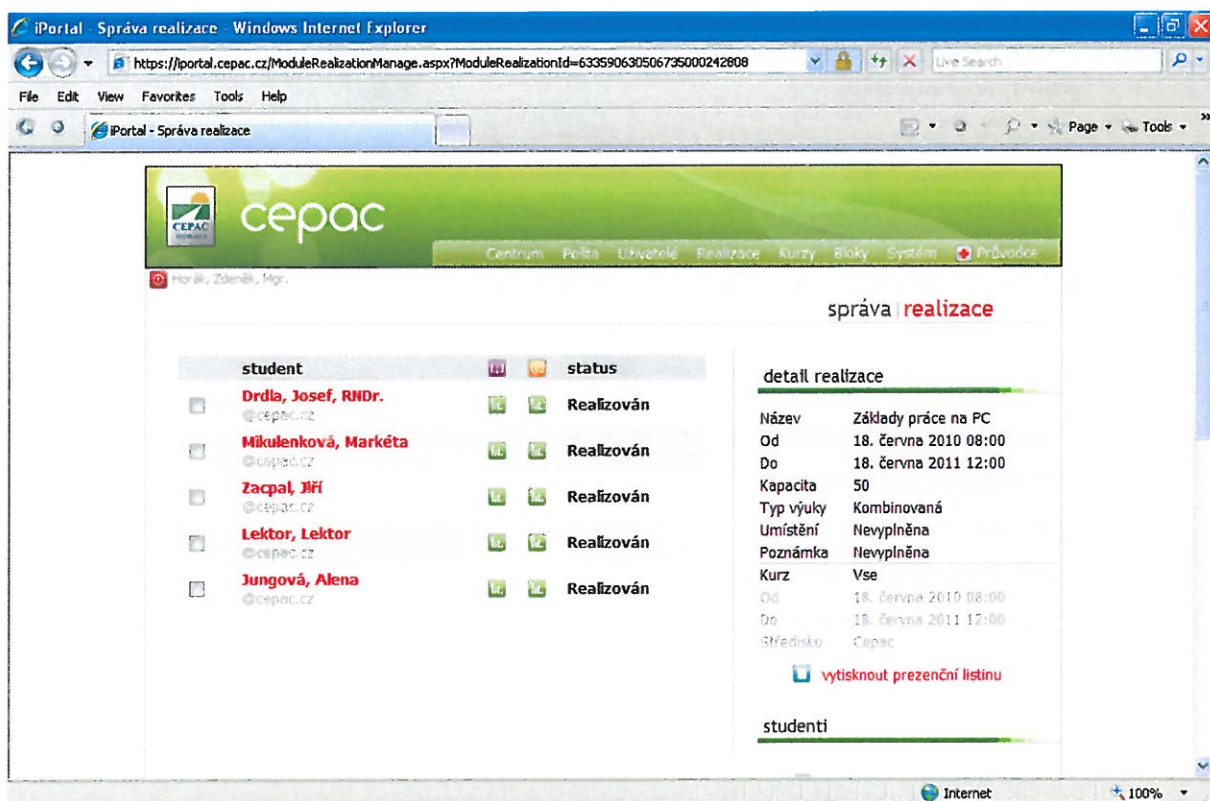 iPortal - Správa realizace - Windows Internet Explorer
https://iportal.cepac.cz/ModuleRealizationManage.aspx?ModuleRealizationId=633590630506735000242808
Live Search
File Edit View Favorites Tools Help
iPortal - Správa realizace
Page Tools
CEPAC
cepac
Centrum Pošta Uživatelé Realizace Kurzy Bloky Systém Průvodce
Horák, Zdeněk, Mgr.
správa | realizace
student status
Drdla, Josef, RNDr. Realizován
@cepac.cz
Mikulenková, Markéta Realizován
@cepac.cz
Zacpal, Jiří Realizován
@cepac.cz
Lektor, Lektor Realizován
@cepac.cz
Jungová, Alena Realizován
@cepac.cz
detail realizace
Název Základy práce na PC
Od 18. června 2010 08:00
Do 18. června 2011 12:00
Kapacita 50
Typ výuky Kombinovaná
Umístění Nevyplněna
Poznámka Nevyplněna
Kurz Vse
Od 18. června 2010 08:00
Do 18. června 2011 12:00
Středisko Cepac
vytisknout prezenční listinu
studenti
Internet 100%